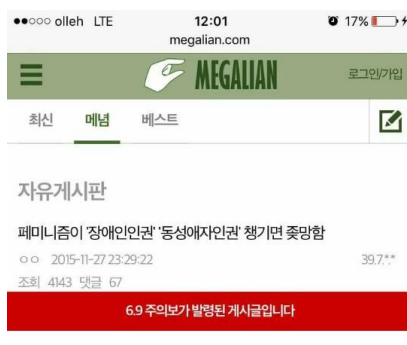 olleh LTE 12:01 17%
megalian.com
MEGALIAN 로그인/가입
최신 메념 베스트
자유게시판
페미니즘이 '장애인인권' '동성애자인권' 챙기면 좆망함
ㅇㅇ 2015-11-27 23:29:22 39.7.*.*
조회 4143 댓글 67
6.9 주의보가 발령된 게시글입니다